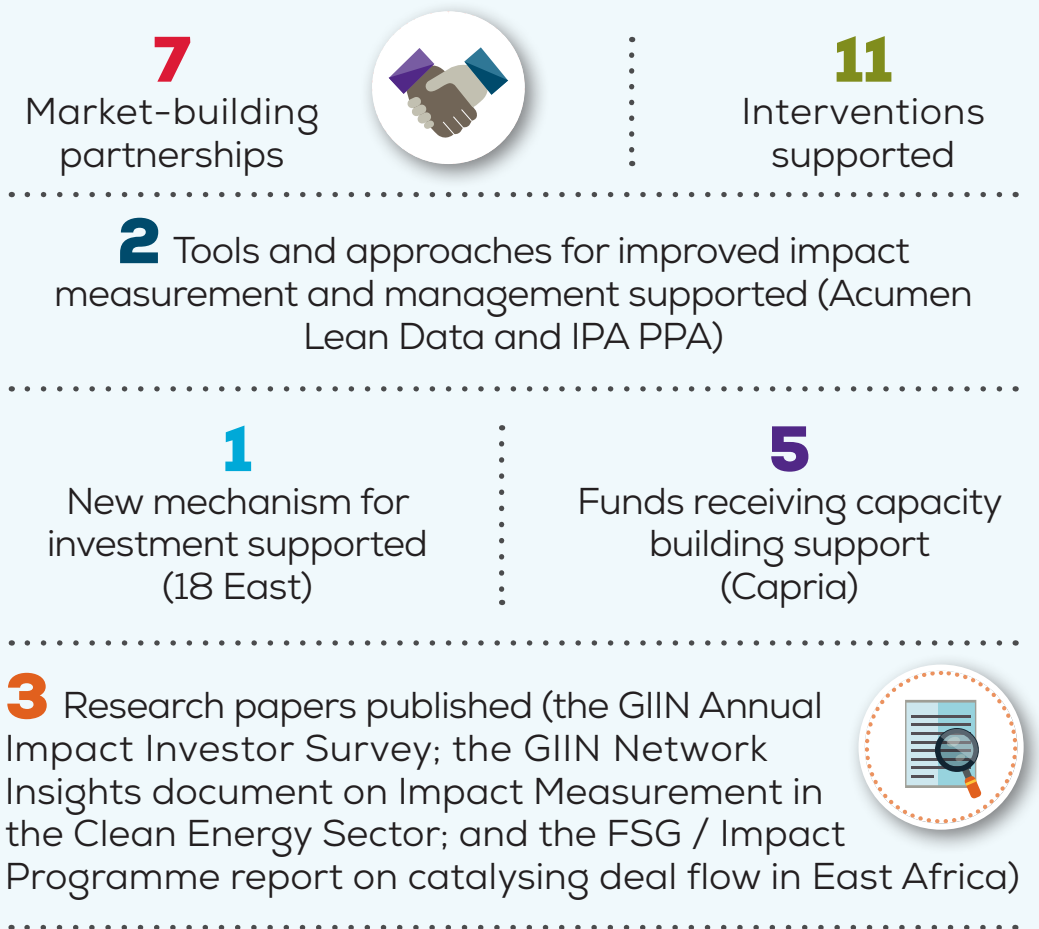 7
Market-building
partnerships
11
Interventions
supported
2 Tools and approaches for improved impact
measurement and management supported (Acumen
Lean Data and IPA PPA)
1
New mechanism for
investment supported
(18 East)
5
Funds receiving capacity
building support
(Capria)
3 Research papers published (the GIIN Annual
Impact Investor Survey; the GIIN Network
Insights document on Impact Measurement in
the Clean Energy Sector; and the FSG / Impact
Programme report on catalysing deal flow in East Africa)